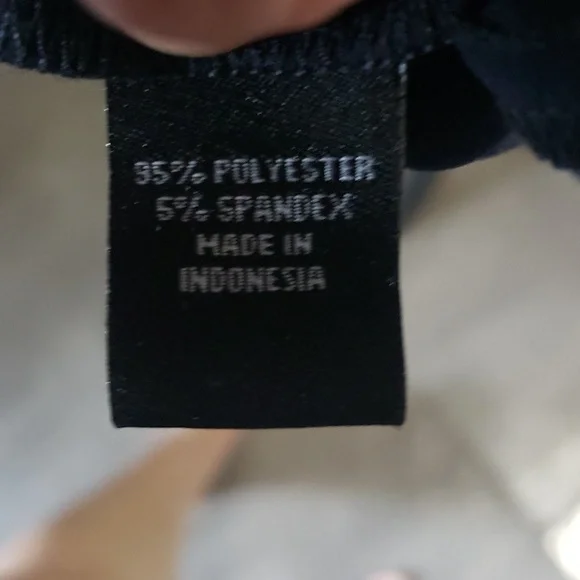 95% POLYESTER
5% SPANDEX
MADE IN
INDONESIA